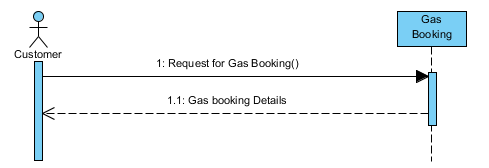 Gas
Booking
Customer
1: Request for Gas Booking()
1.1: Gas booking Details